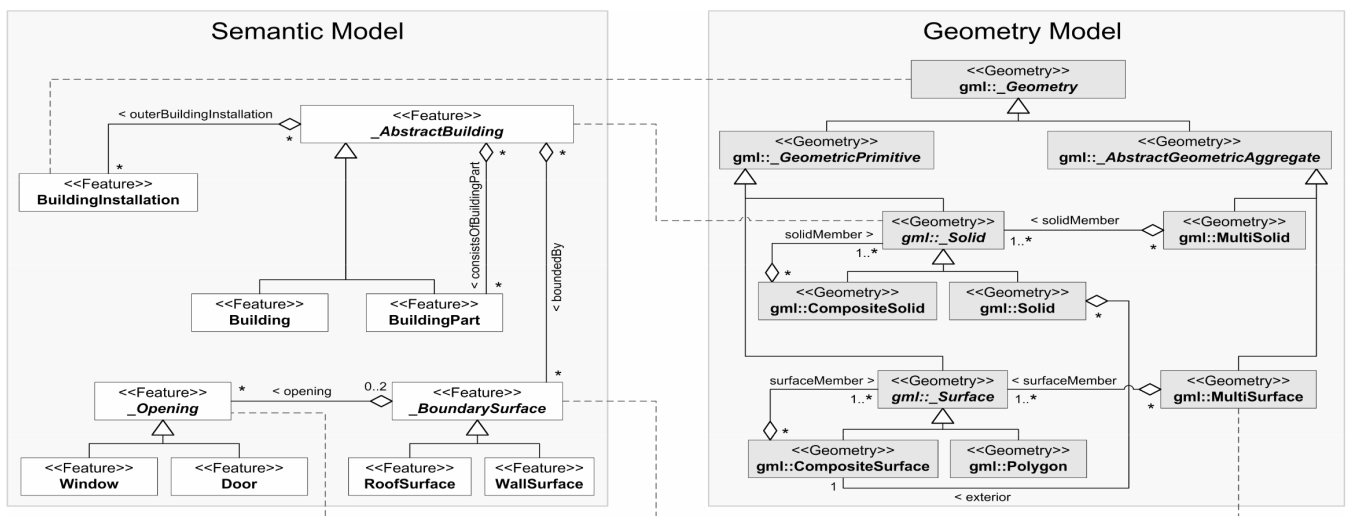 Semantic Model
< outerBuildingInstallation
*
*
<<Feature>>
_AbstractBuilding
*
*
<<Feature>>
BuildingInstallation
< consistsOfBuildingPart
< boundedBy
<<Feature>>
Building
<<Feature>>
BuildingPart
*
*
<<Feature>>
_Opening
*
< opening
0..2
<<Feature>>
_BoundarySurface
<<Feature>>
Window
<<Feature>>
Door
<<Feature>>
RoofSurface
<<Feature>>
WallSurface
Geometry Model
<<Geometry>>
gml::_Geometry
<<Geometry>>
gml::_GeometricPrimitive
<<Geometry>>
gml::_AbstractGeometricAggregate
solidMember >
1..*
*
<<Geometry>>
gml::_Solid
< solidMember
1..*
*
<<Geometry>>
gml::MultiSolid
<<Geometry>>
gml::CompositeSolid
<<Geometry>>
gml::Solid
*
surfaceMember >
1..*
*
<<Geometry>>
gml::_Surface
< surfaceMember
1..*
*
<<Geometry>>
gml::MultiSurface
<<Geometry>>
gml::CompositeSurface
<<Geometry>>
gml::Polygon
1
< exterior